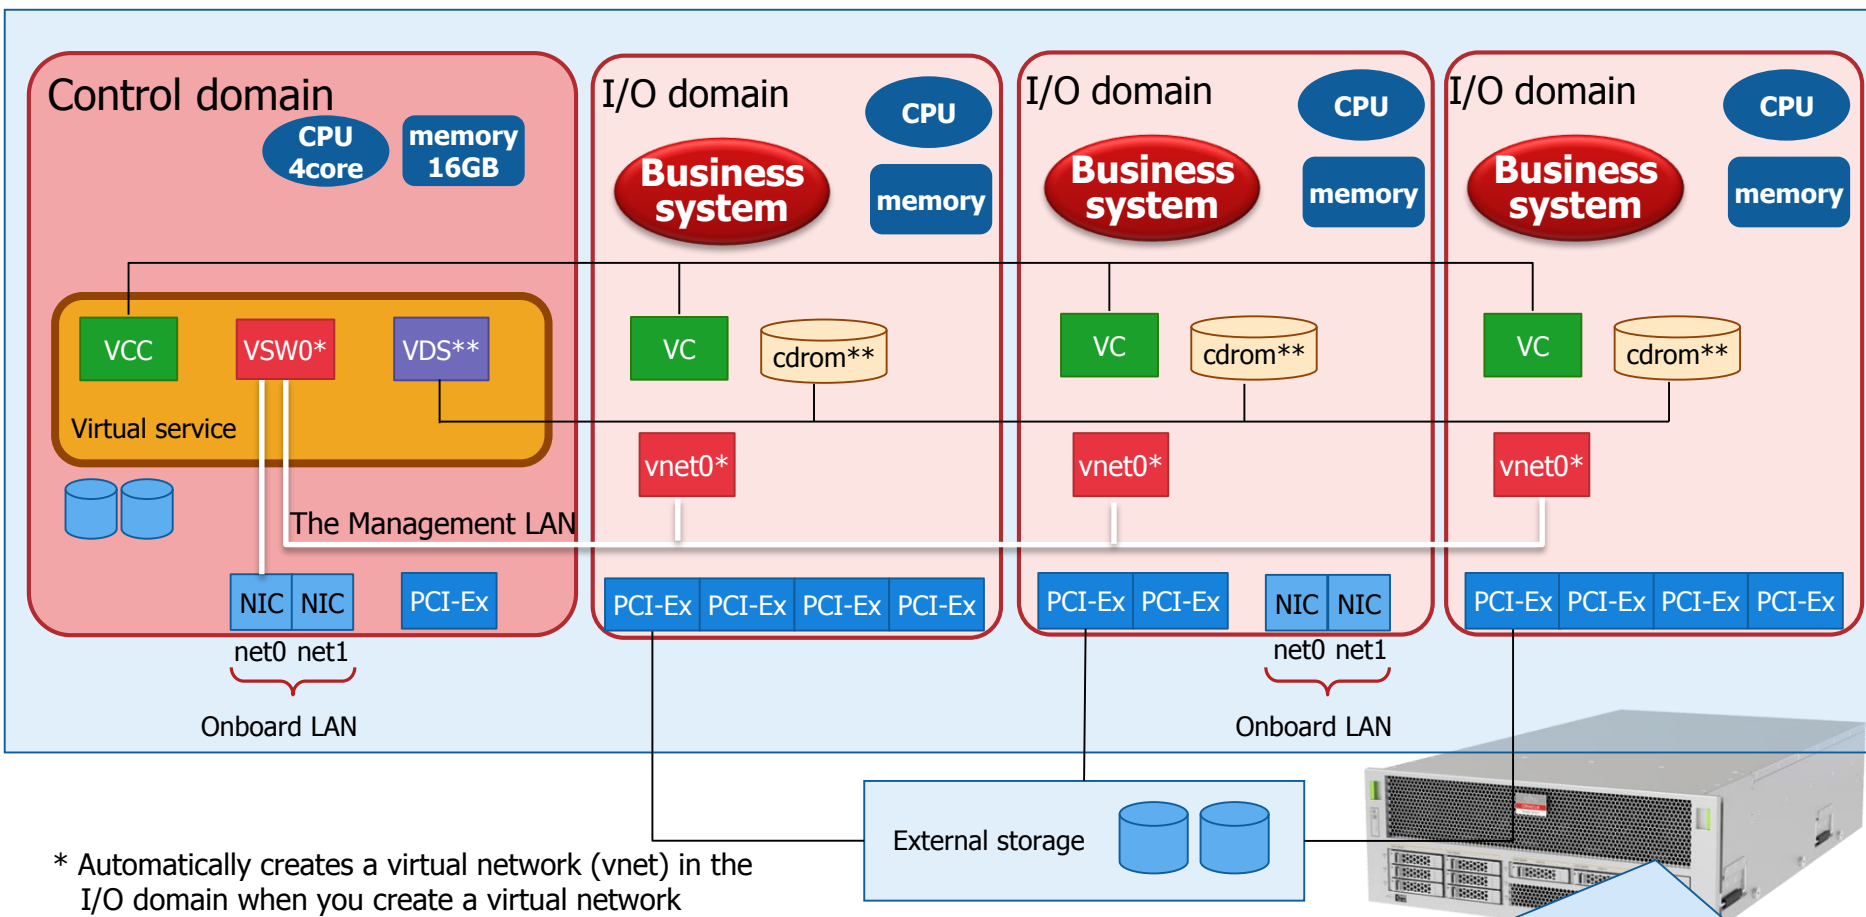 Control domain
CPU
4core
memory
16GB
VCC
VSW0*
VDS**
Virtual service
The Management LAN
NIC NIC
PCI-Ex
net0 net1
Onboard LAN
I/O domain
CPU
Business
system
memory
VC
cdrom**
vnet0*
PCI-Ex PCI-Ex PCI-Ex PCI-Ex
I/O domain
CPU
Business
system
memory
VC
cdrom**
vnet0*
PCI-Ex PCI-Ex
NIC NIC
net0 net1
Onboard LAN
I/O domain
CPU
Business
system
memory
VC
cdrom**
vnet0*
PCI-Ex PCI-Ex PCI-Ex PCI-Ex
External storage
* Automatically creates a virtual network (vnet) in the
I/O domain when you create a virtual network